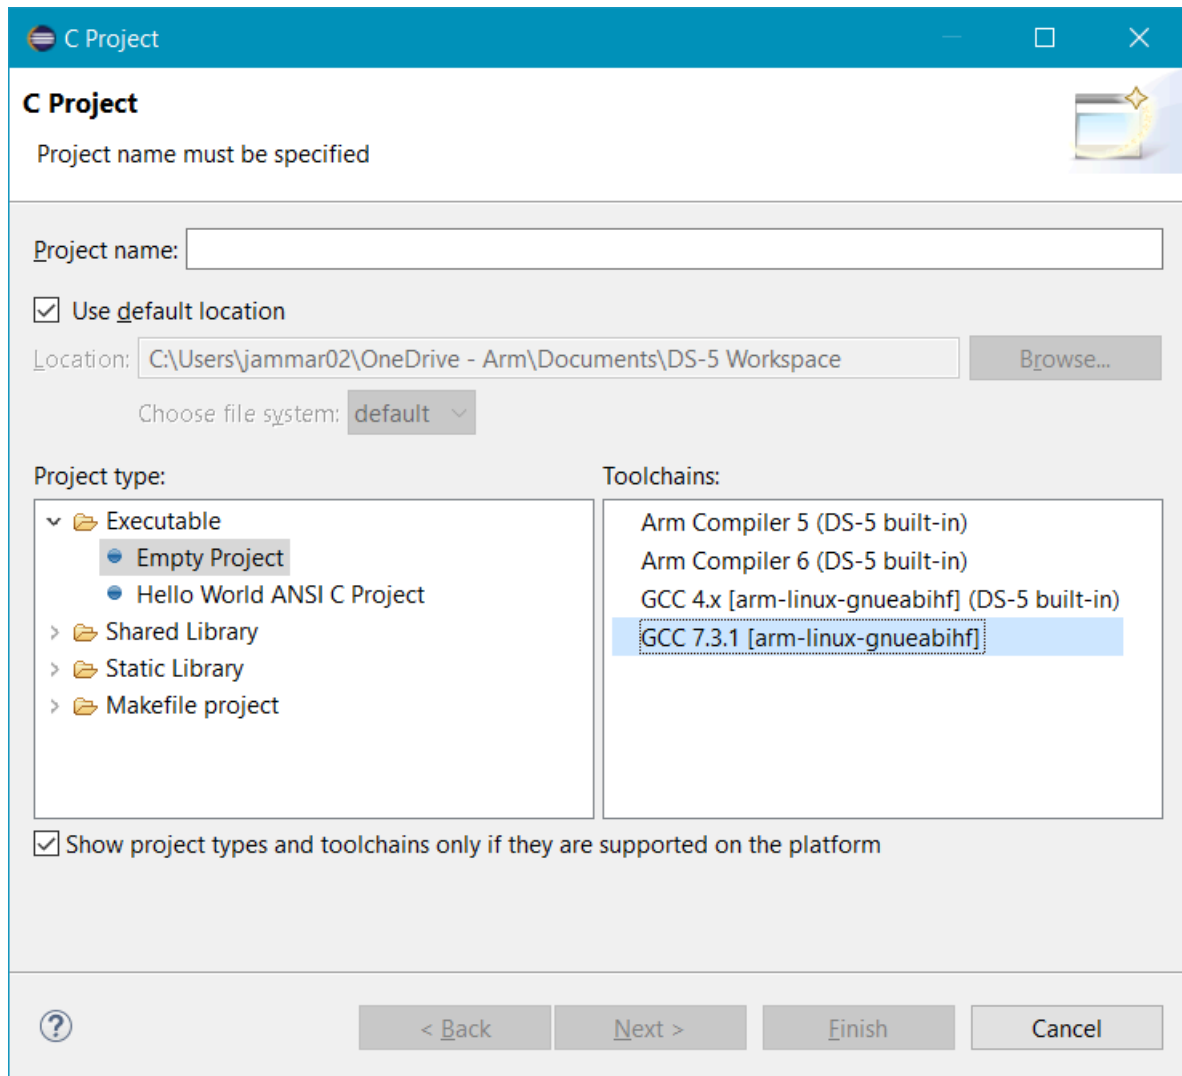 C Project
C Project
Project name must be specified
Project name:
Use default location
Location: C:\Users\jammar02\OneDrive - Arm\Documents\DS-5 Workspace Browse...
Choose file system: default
Project type: Toolchains:
Executable
Empty Project
Hello World ANSI C Project
Shared Library
Static Library
Makefile project
Arm Compiler 5 (DS-5 built-in)
Arm Compiler 6 (DS-5 built-in)
GCC 4.x [arm-linux-gnueabihf] (DS-5 built-in)
GCC 7.3.1 [arm-linux-gnueabihf]
Show project types and toolchains only if they are supported on the platform
? < Back Next > Finish Cancel